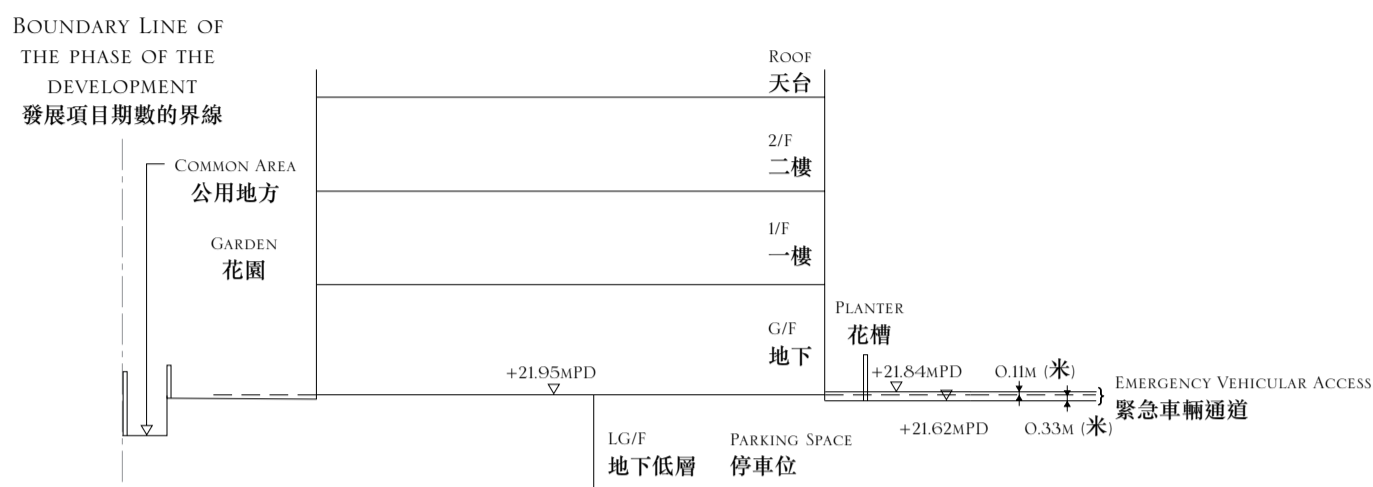 BOUNDARY LINE OF
THE PHASE OF THE
DEVELOPMENT
發展項目期數的界線
ROOF
天台
2/F
二樓
COMMON AREA
公用地方
1/F
一樓
GARDEN
花園
PLANTER
花槽
G/F
地下
+21.95MPD
+21.84MPD
0.11M (米)
EMERGENCY VEHICULAR ACCESS
緊急車輛通道
+21.62MPD
0.33M (米)
LG/F
地下低層
PARKING SPACE
停車位